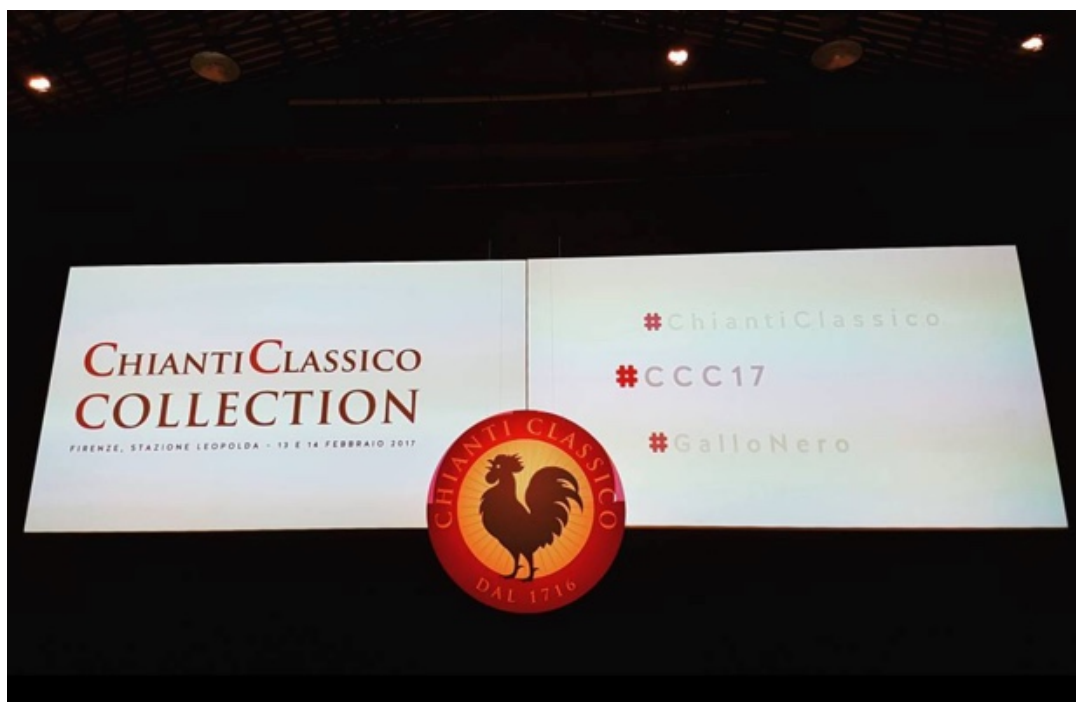 CHIANTI CLASSICO
COLLECTION
FIRENZE, STAZIONE LEOPOLDA - 13 E 14 FEBBRAIO 2017
#ChiantiClassico
#CCC17
#GalloNero
CHIANTI CLASSICO
DAL 1716